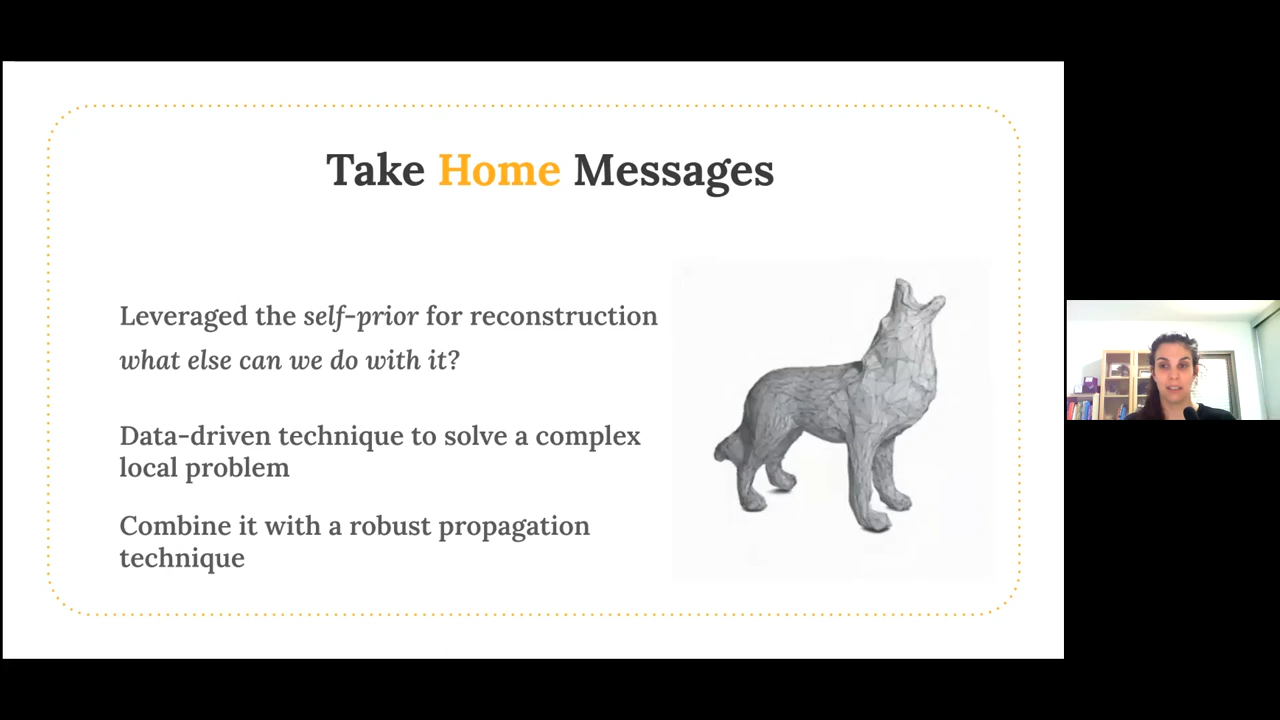 Take Home Messages
Leveraged the self-prior for reconstruction
what else can we do with it?
Data-driven technique to solve a complex
local problem
Combine it with a robust propagation
technique